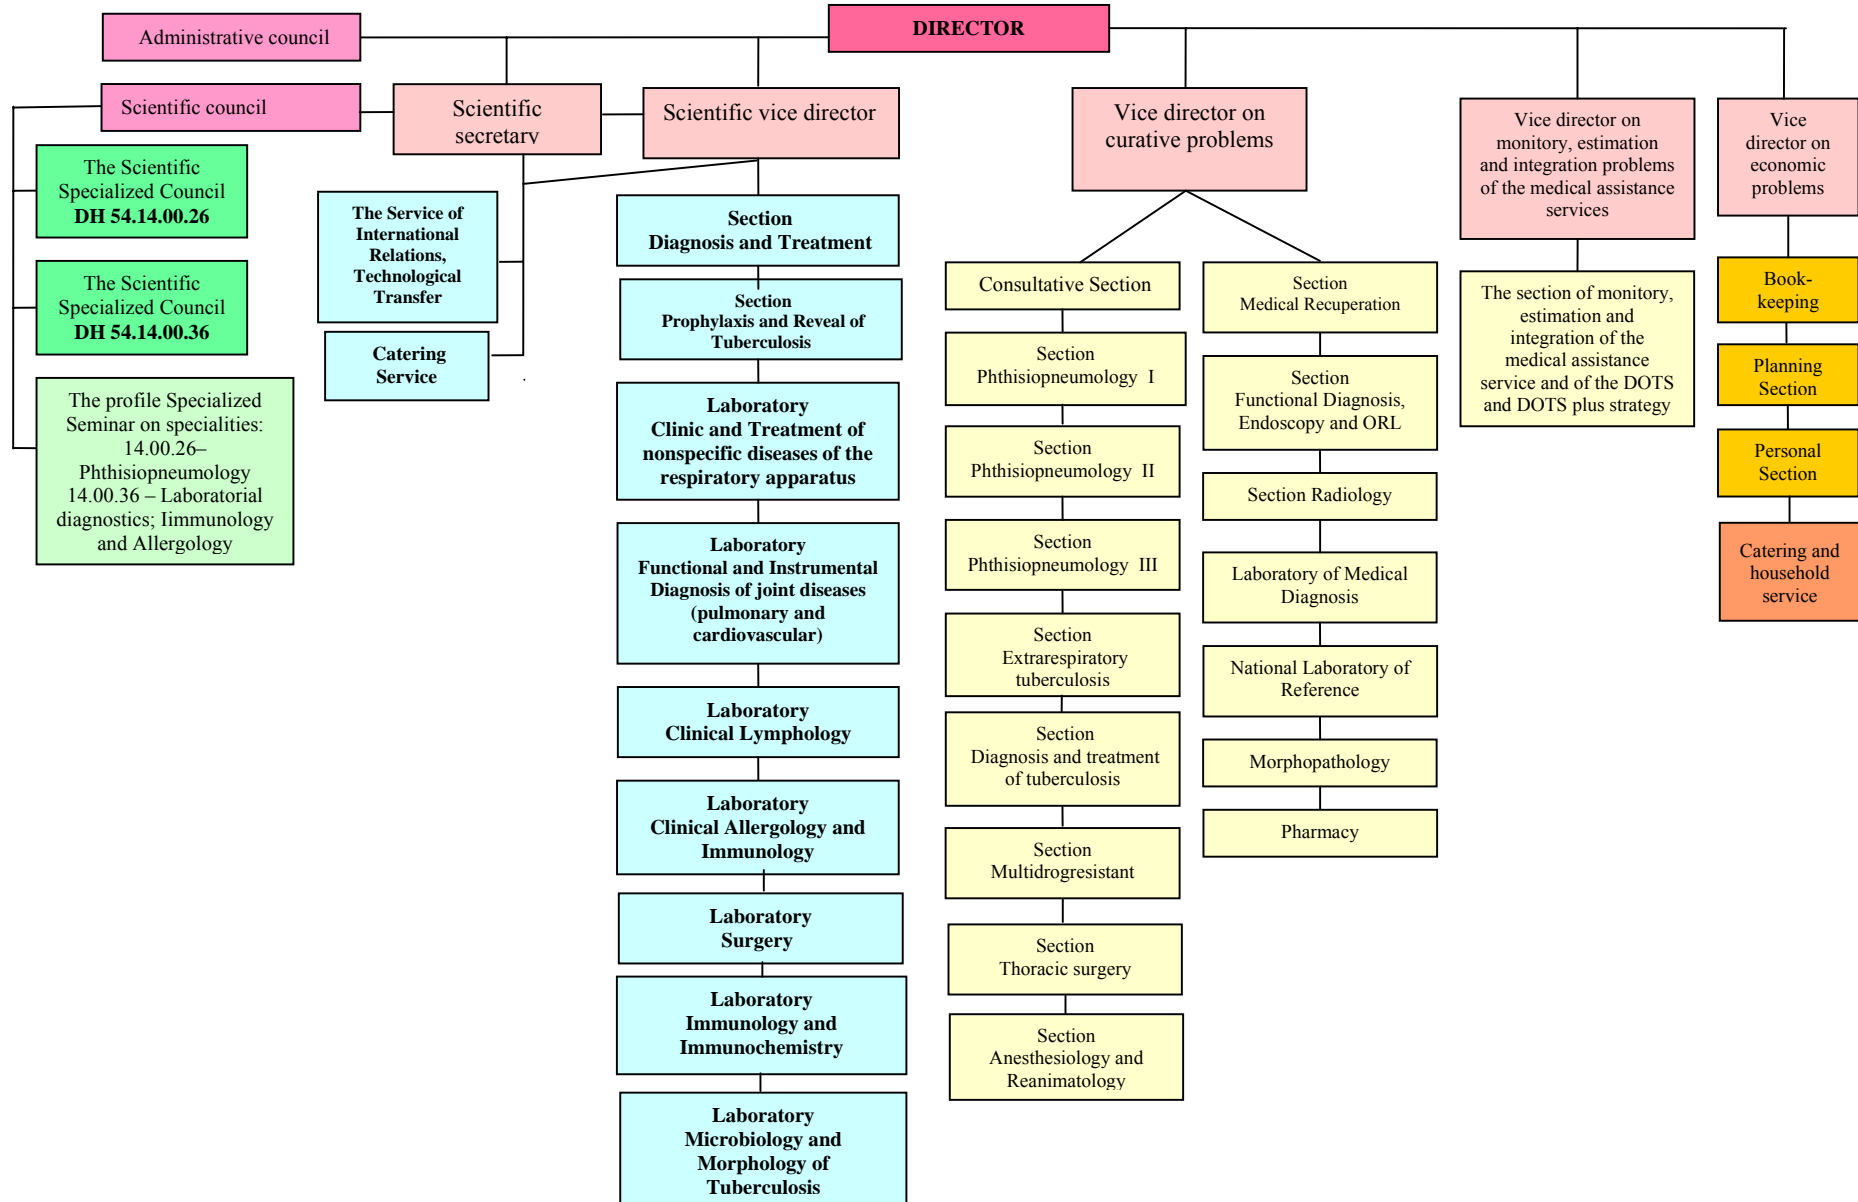 DIRECTOR
Administrative council
Scientific council
Scientific
secretary
Scientific vice director
Vice director on
curative problems
Vice director on
monitory, estimation
and integration problems
of the medical assistance
services
Vice
director on
economic
problems
The Scientific
Specialized Council
DH 54.14.00.26
The Scientific
Specialized Council
DH 54.14.00.36
The profile Specialized
Seminar on specialities:
14.00.26–
Phthisiopneumology
14.00.36 – Laboratorial
diagnostics; Iimmunology
and Allergology
The Service of
International
Relations,
Technological
Transfer
Catering
Service
Section
Diagnosis and Treatment
Section
Prophylaxis and Reveal of
Tuberculosis
Laboratory
Clinic and Treatment of
nonspecific diseases of the
respiratory apparatus
Laboratory
Functional and Instrumental
Diagnosis of joint diseases
(pulmonary and
cardiovascular)
Laboratory
Clinical Lymphology
Laboratory
Clinical Allergology and
Immunology
Laboratory
Surgery
Laboratory
Immunology and
Immunochemistry
Laboratory
Microbiology and
Morphology of
Tuberculosis
Consultative Section
Section
Phthisiopneumology I
Section
Phthisiopneumology II
Section
Phthisiopneumology III
Section
Extrarespiratory
tuberculosis
Section
Diagnosis and treatment
of tuberculosis
Section
Multidrogresistant
Section
Thoracic surgery
Section
Anesthesiology and
Reanimatology
Section
Medical Recuperation
Section
Functional Diagnosis,
Endoscopy and ORL
Section Radiology
Laboratory of Medical
Diagnosis
National Laboratory of
Reference
Morphopathology
Pharmacy
The section of monitory,
estimation and
integration of the
medical assistance
service and of the DOTS
and DOTS plus strategy
Book-
keeping
Planning
Section
Personal
Section
Catering and
household
service